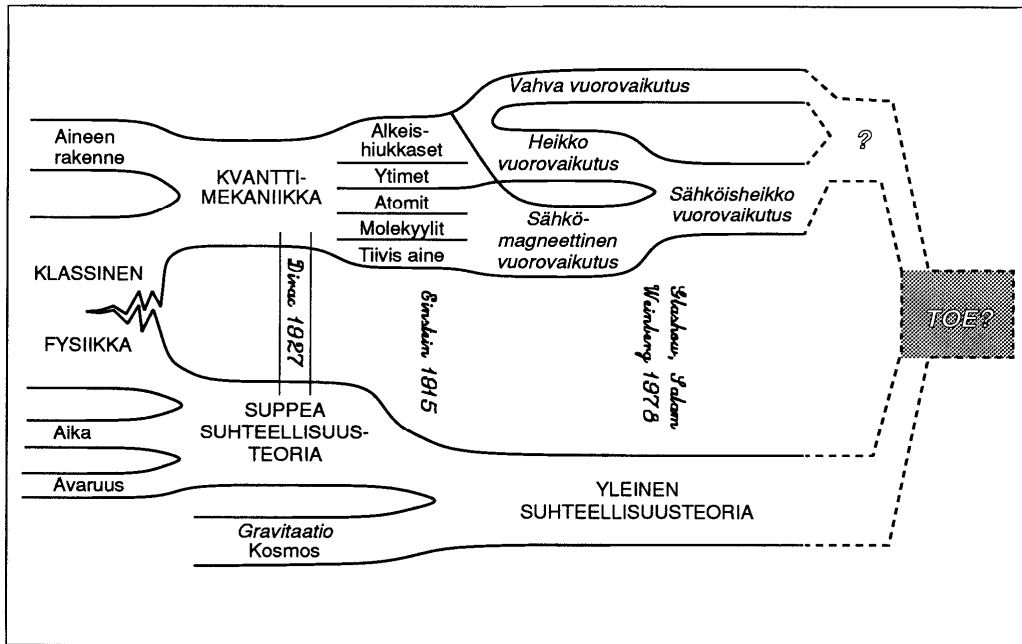 Vahva vuorovaikutus
Aineen
rakenne
Alkeis-
hiukkaset
Heikko
vuorovaikutus
?
KVANTTI-
MEKANIIKKA
Ytimet
Atomit
Molekyylit
Tiivis aine
Sähkö-
magneettinen
vuorovaikutus
Sähköisheikko
vuorovaikutus
KLASSINEN
FYSIIKKA
Dirac 1927
Einstein 1915
Glashow, Salam
Weinberg 1978
TOE?
Aika
Avaruus
SUPPEA
SUHTEELLISUUS-
TEORIA
Gravitaatio
Kosmos
YLEINEN
SUHTEELLISUUSTEORIA